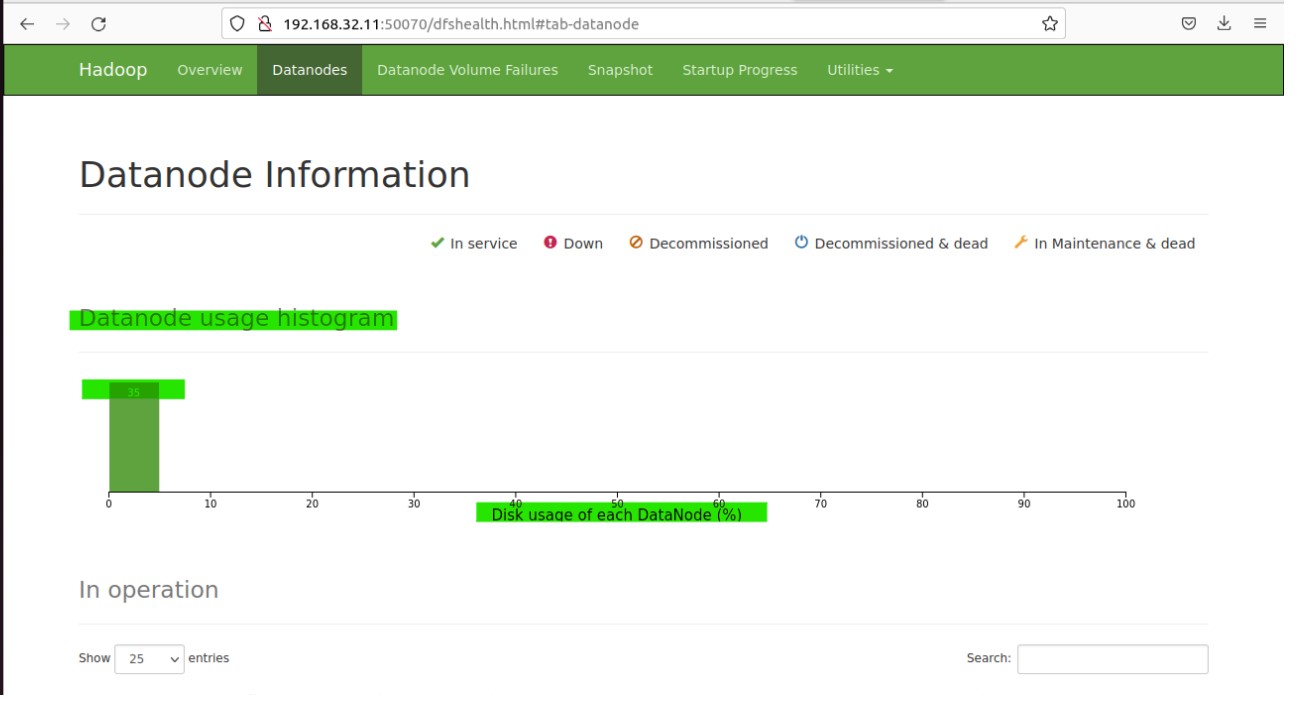 192.168.32.11:50070/dfshealth.html#tab-datanode
Hadoop Overview Datanodes Datanode Volume Failures Snapshot Startup Progress Utilities
Datanode Information
In service Down Decommissioned Decommissioned & dead In Maintenance & dead
Datanode usage histogram
35
0 10 20 30 40 50 60 70 80 90 100
Disk usage of each DataNode (%)
In operation
Show 25 entries Search: